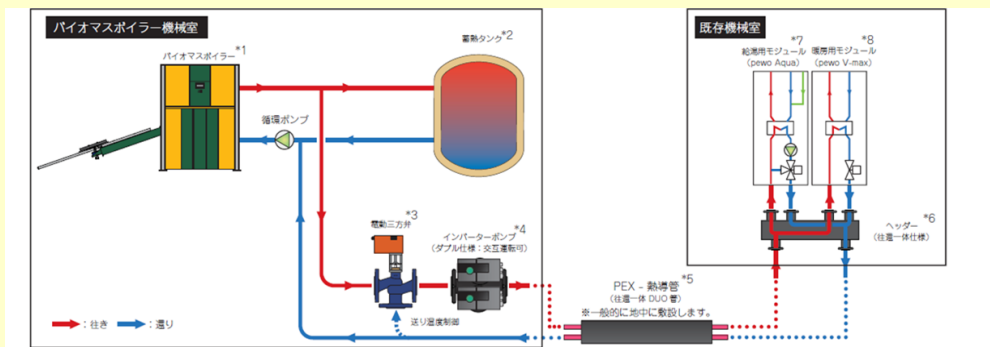 バイオマスボイラー機械室
バイオマスボイラー*1
蓄熱タンク*2
循環ポンプ
電動三方弁*3
インバーターポンプ*4
(ダブル仕様:交互運転可)
送り温度制御
:往き
:還り
PEX - 熱導管*5
(往還一体 DUO 管)
※一般的に地中に敷設します。
既存機械室
給湯用モジュール*7
(pewo Aqua)
暖房用モジュール*8
(pewo V-max)
ヘッダー*6
(往還一体仕様)